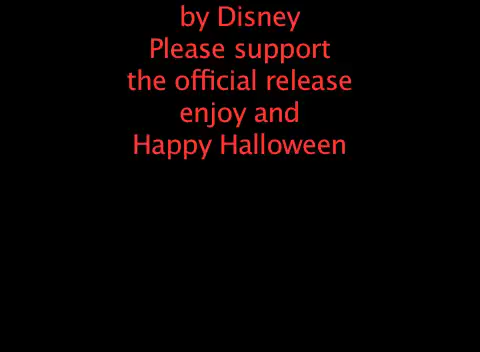 by Disney
Please support
the official release
enjoy and
Happy Halloween